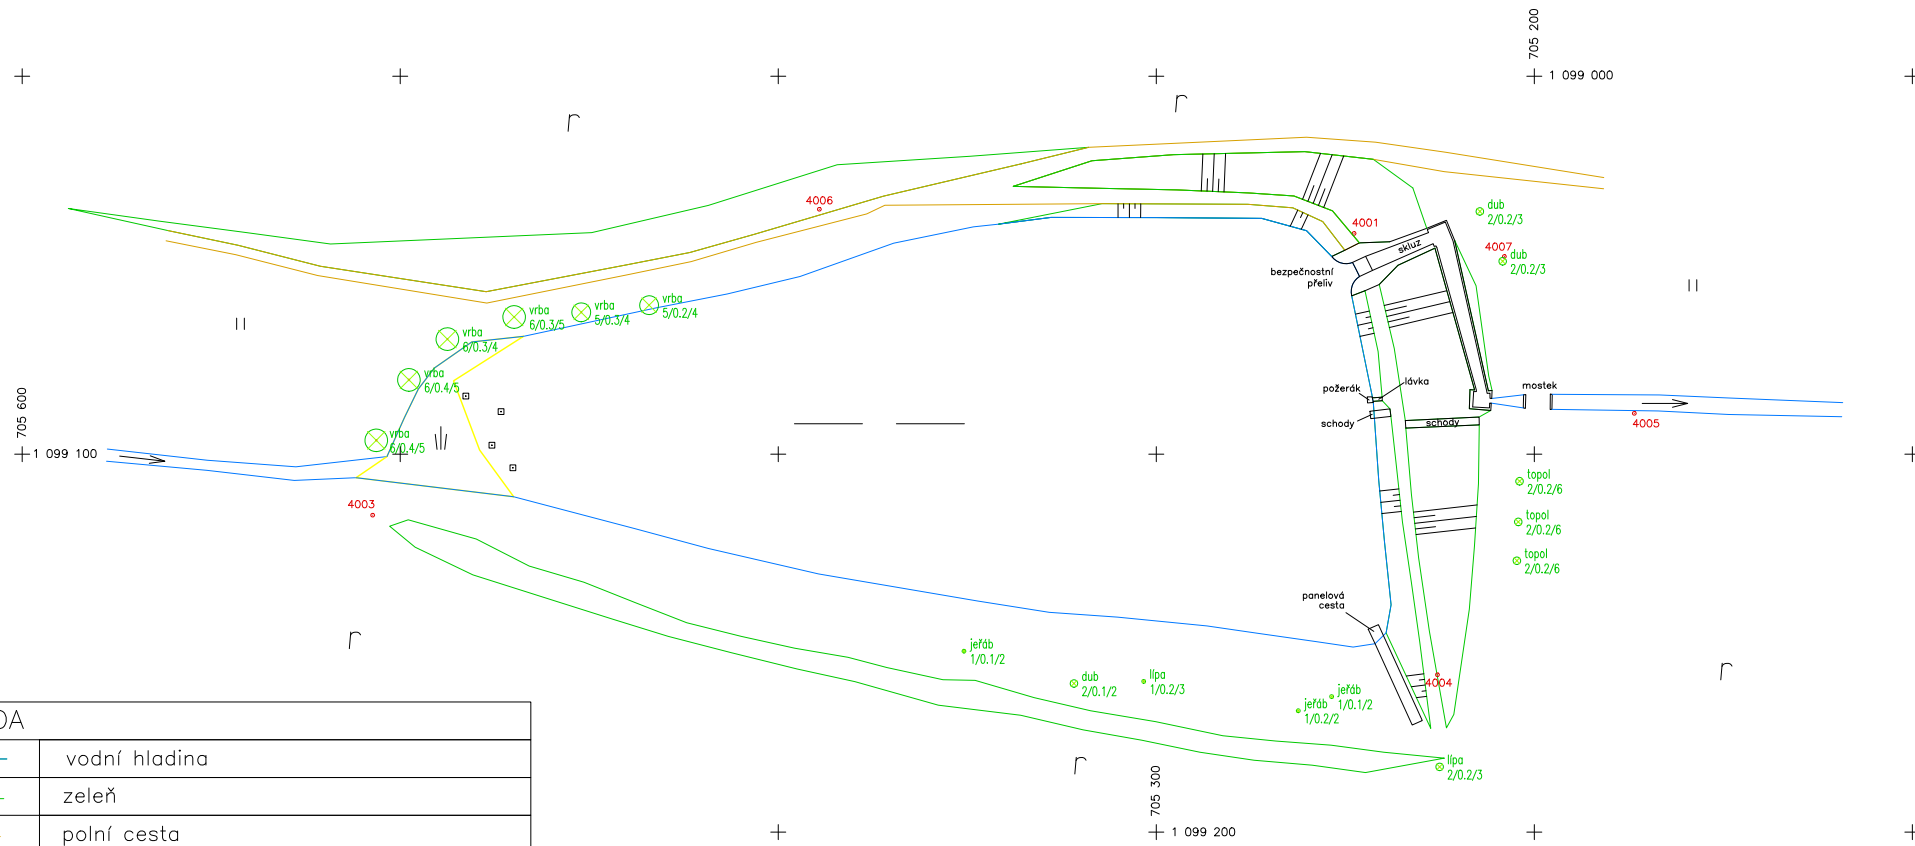 705 200
1 099 000
r
r
4006
4001
dub
2/0.2/3
4007
dub
2/0.2/3
skluz
bezpečnostní
přeliv
vrba
6/0.3/5
vrba
5/0.3/4
vrba
5/0.2/4
vrba
6/0.3/4
vrba
6/0.4/5
vrba
6/0.4/5
požerák
lávka
mostek
schody
schody
4005
705 600
1 099 100
4003
topol
2/0.2/6
topol
2/0.2/6
topol
2/0.2/6
panelová
cesta
r
r
jeřáb
1/0.1/2
dub
2/0.1/2
lípa
1/0.2/3
jeřáb
1/0.2/2
jeřáb
1/0.1/2
4004
lípa
2/0.2/3
r
705 300
1 099 200
DA
vodní hladina
zeleň
polní cesta